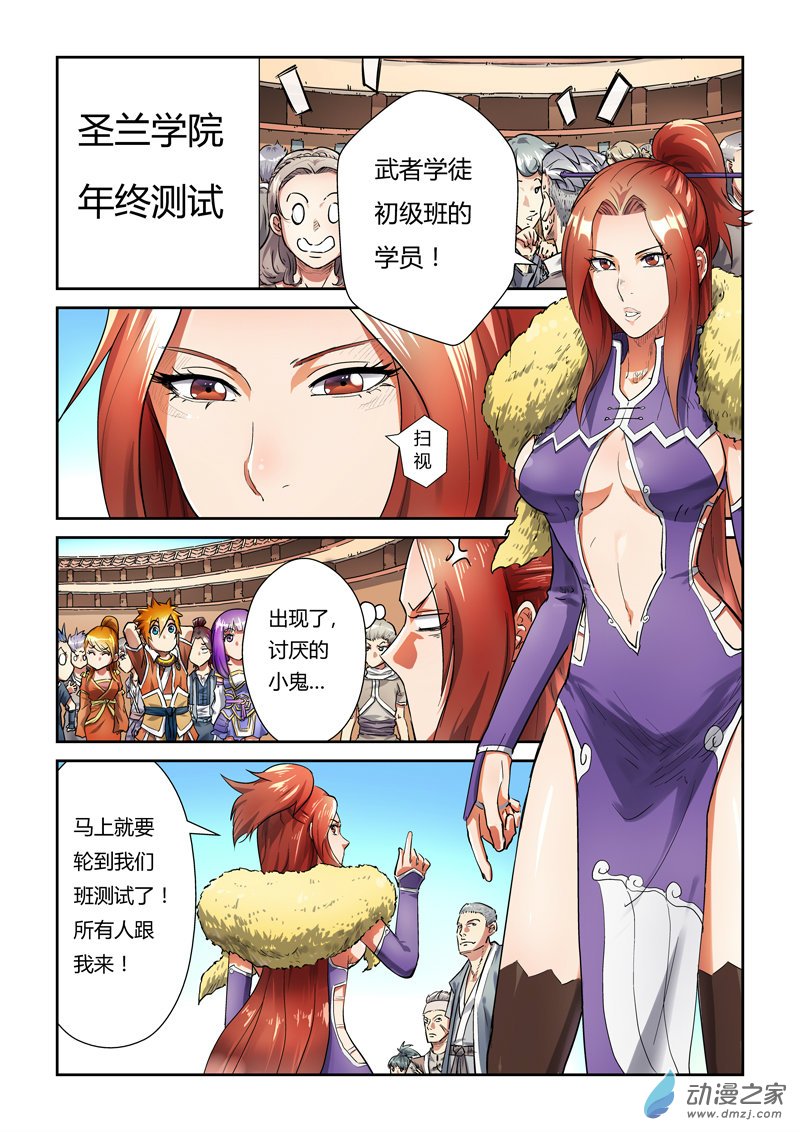 圣兰学院
年终测试
武者学徒
初级班的
学员！
扫
视
出现了，
讨厌的
小鬼…
马上就要
轮到我们
班测试了！
所有人跟
我来！
动漫之家
www.dmzj.com